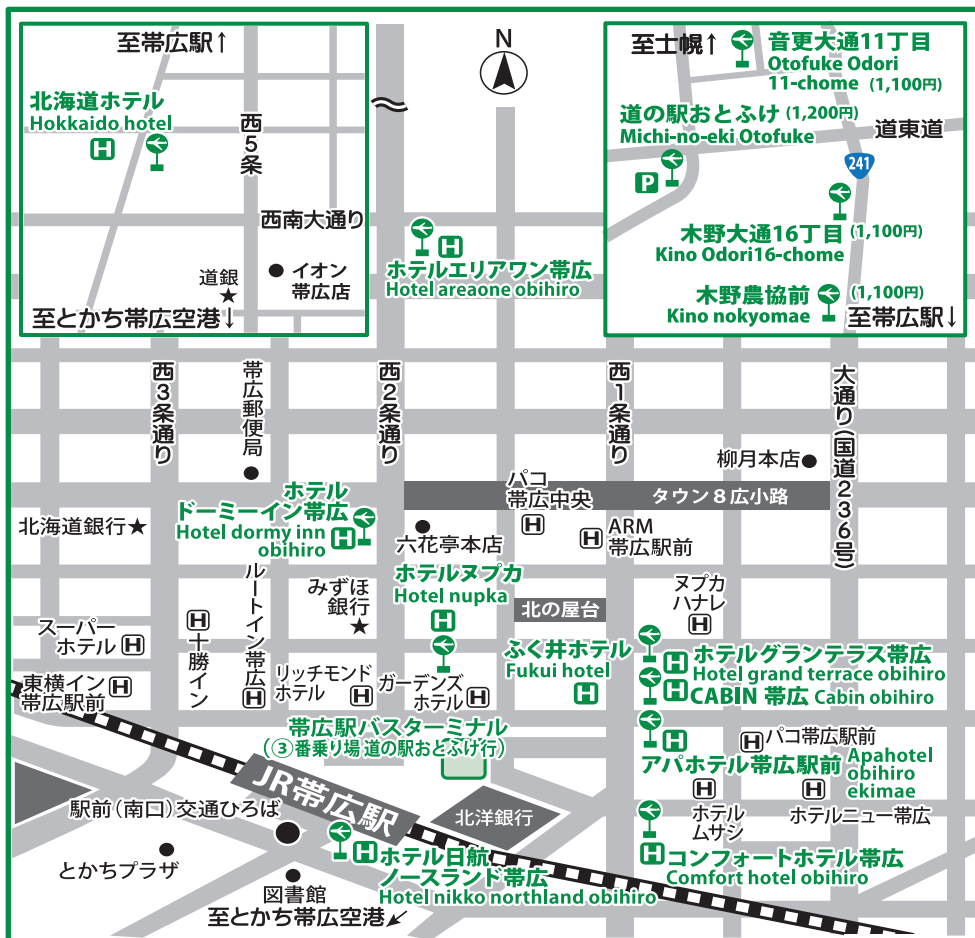 至帯広駅↑
北海道ホテル
Hokkaido hotel
H
西5条
西南大通り
道銀
★
イオン
帯広店
至とかち帯広空港↓
N
至士幌↑
音更大通11丁目
Otofuke Odori
11-chome (1,100円)
道の駅おとふけ (1,200円)
Michi-no-eki Otofuke
道東道
P
241
木野大通16丁目 (1,100円)
Kino Odori16-chome
木野農協前 (1,100円)
Kino nokyomae
至帯広駅↓
H
ホテルエリアワン帯広
Hotel areaone obihiro
西3条通り
帯広郵便局
西2条通り
西1条通り
大通り(国道236号)
柳月本店
タウン8広小路
パコ
帯広中央
H
ホテル
ドーミーイン帯広
Hotel dormy inn
obihiro
H
北海道銀行★
六花亭本店
H
ARM
帯広駅前
ホテルヌプカ
Hotel nupka
H
北の屋台
ヌプカ
ハナレ
H
みずほ
銀行
★
ルートイン帯広
H
H
十勝イン
スーパー
ホテル
H
東横イン
帯広駅前
H
リッチモンド
ホテル
H
ガーデンズ
ホテル
H
ふく井ホテル
Fukui hotel
H
H
ホテルグランテラス帯広
Hotel grand terrace obihiro
H
CABIN 帯広 Cabin obihiro
帯広駅バスターミナル
(③番乗り場 道の駅おとふけ行)
H
H
パコ帯広駅前
アパホテル帯広駅前
Apahotel
obihiro
ekimae
JR帯広駅
北洋銀行
H
ホテル
ムサシ
H
ホテルニュー帯広
駅前(南口)交通ひろば
とかちプラザ
H
ホテル日航
ノースランド帯広
Hotel nikko northland obihiro
H
コンフォートホテル帯広
Comfort hotel obihiro
図書館
至とかち帯広空港↙